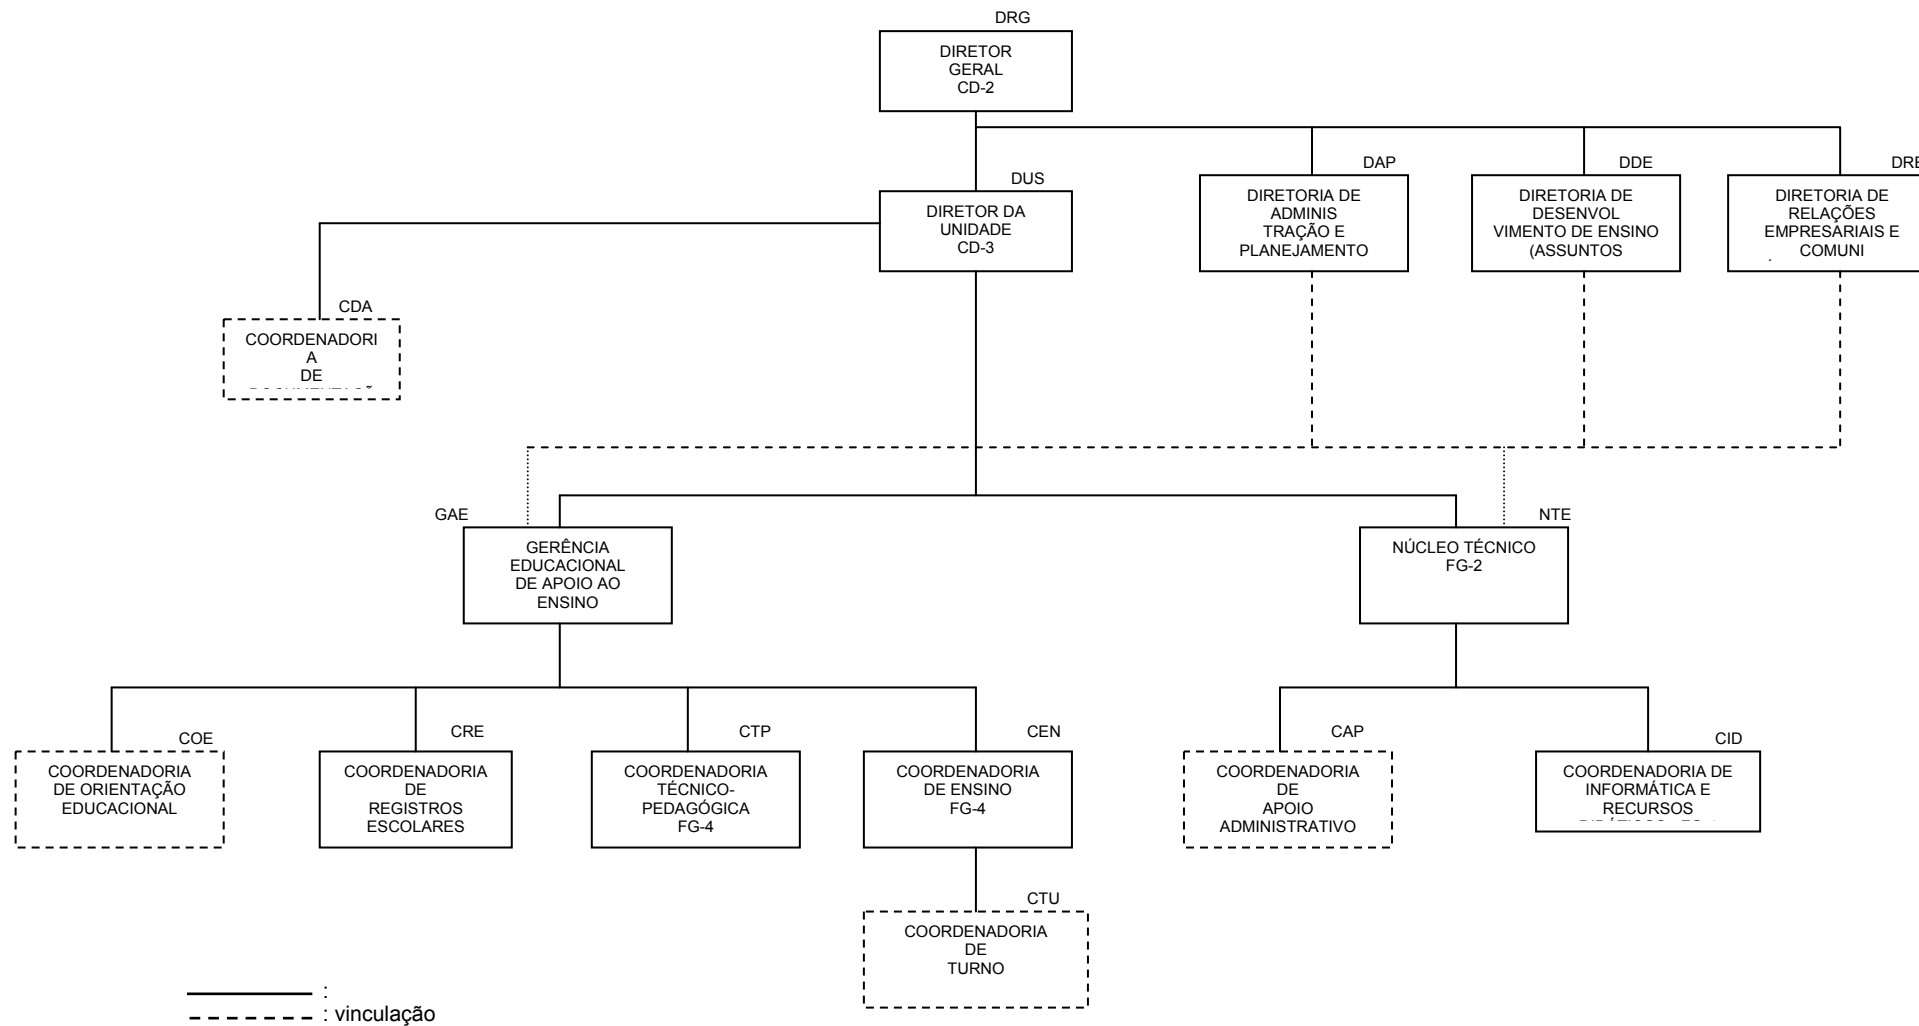 DRG
DIRETOR
GERAL
CD-2
DUS
DIRETOR DA
UNIDADE
CD-3
DAP
DIRETORIA DE
ADMINIS
TRAÇÃO E
PLANEJAMENTO
DDE
DIRETORIA DE
DESENVOL
VIMENTO DE ENSINO
(ASSUNTOS
DRE
DIRETORIA DE
RELAÇÕES
EMPRESARIAIS E
COMUNI
CDA
COORDENADORI
A
DE
GAE
GERÊNCIA
EDUCACIONAL
DE APOIO AO
ENSINO
NTE
NÚCLEO TÉCNICO
FG-2
COE
COORDENADORIA
DE ORIENTAÇÃO
EDUCACIONAL
CRE
COORDENADORIA
DE
REGISTROS
ESCOLARES
CTP
COORDENADORIA
TÉCNICO-
PEDAGÓGICA
FG-4
CEN
COORDENADORIA
DE ENSINO
FG-4
CAP
COORDENADORIA
DE
APOIO
ADMINISTRATIVO
CID
COORDENADORIA DE
INFORMÁTICA E
RECURSOS
CTU
COORDENADORIA
DE
TURNO
:
: vinculação